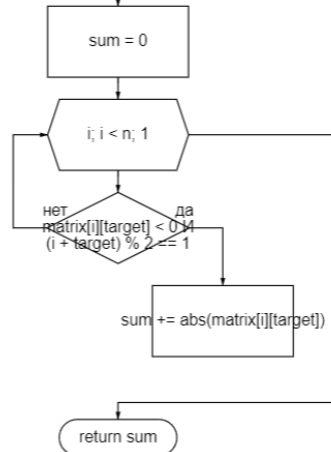 sum = 0
i; i < n; 1
нет
да
matrix[i][target] < 0 И
(i + target) % 2 == 1
sum += abs(matrix[i][target])
return sum